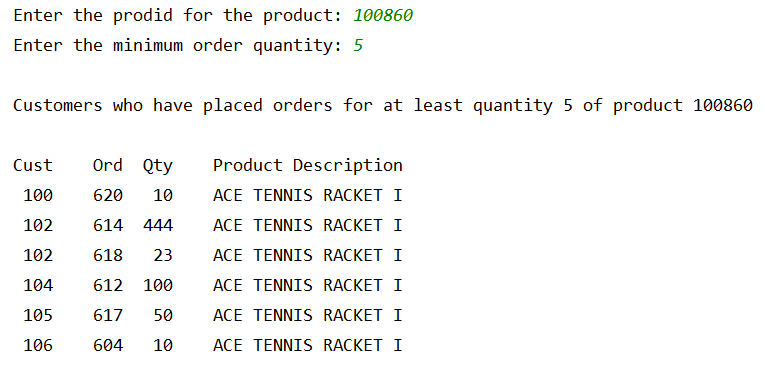 Enter the prodid for the product: 100860
Enter the minimum order quantity: 5
Customers who have placed orders for at least quantity 5 of product 100860
Cust    Ord  Qty    Product Description
 100    620   10    ACE TENNIS RACKET I
 102    614  444    ACE TENNIS RACKET I
 102    618   23    ACE TENNIS RACKET I
 104    612  100    ACE TENNIS RACKET I
 105    617   50    ACE TENNIS RACKET I
 106    604   10    ACE TENNIS RACKET I